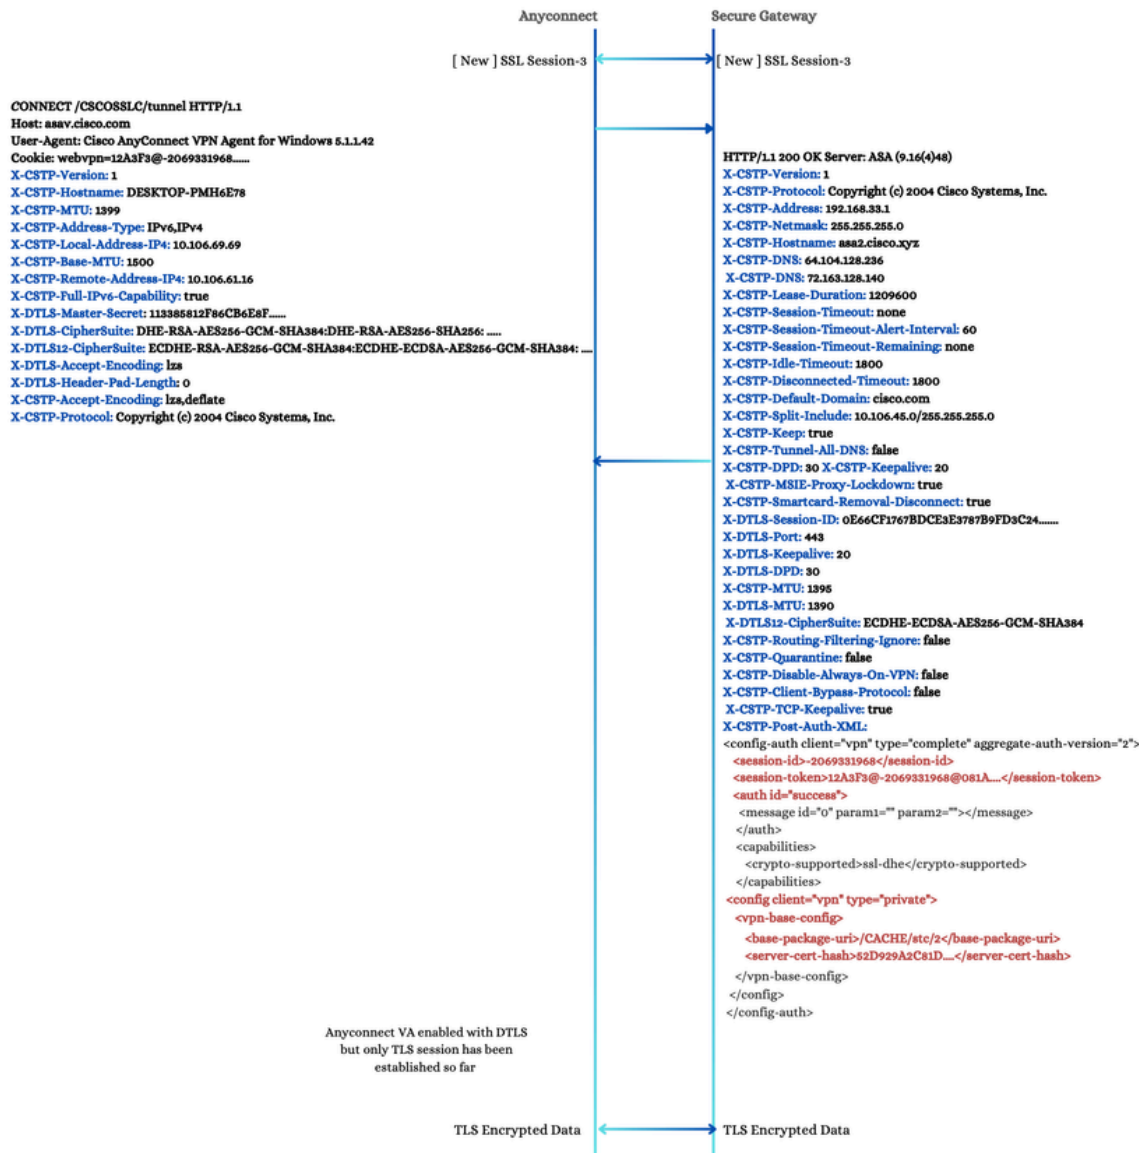 Anyconnect
Secure Gateway
[ New ] SSL Session-3
[ New ] SSL Session-3
CONNECT /CSCOSSLC/tunnel HTTP/1.1
Host: asav.cisco.com
User-Agent: Cisco AnyConnect VPN Agent for Windows 5.1.1.42
Cookie: webvpn=12A3F3@-2069331968......
X-CSTP-Version: 1
X-CSTP-Hostname: DESKTOP-PMH6E78
X-CSTP-MTU: 1399
X-CSTP-Address-Type: IPv6,IPv4
X-CSTP-Local-Address-IP4: 10.106.69.69
X-CSTP-Base-MTU: 1500
X-CSTP-Remote-Address-IP4: 10.106.61.16
X-CSTP-Full-IPv6-Capability: true
X-DTLS-Master-Secret: 113385812F86CB6E8F......
X-DTLS-CipherSuite: DHE-RSA-AES256-GCM-SHA384:DHE-RSA-AES256-SHA256: .....
X-DTLS12-CipherSuite: ECDHE-RSA-AES256-GCM-SHA384:ECDHE-ECDSA-AES256-GCM-SHA384: ....
X-DTLS-Accept-Encoding: lzs
X-DTLS-Header-Pad-Length: 0
X-CSTP-Accept-Encoding: lzs,deflate
X-CSTP-Protocol: Copyright (c) 2004 Cisco Systems, Inc.
HTTP/1.1 200 OK Server: ASA (9.16(4)48)
X-CSTP-Version: 1
X-CSTP-Protocol: Copyright (c) 2004 Cisco Systems, Inc.
X-CSTP-Address: 192.168.33.1
X-CSTP-Netmask: 255.255.255.0
X-CSTP-Hostname: asa2.cisco.xyz
X-CSTP-DNS: 64.104.128.236
X-CSTP-DNS: 72.163.128.140
X-CSTP-Lease-Duration: 1209600
X-CSTP-Session-Timeout: none
X-CSTP-Session-Timeout-Alert-Interval: 60
X-CSTP-Session-Timeout-Remaining: none
X-CSTP-Idle-Timeout: 1800
X-CSTP-Disconnected-Timeout: 1800
X-CSTP-Default-Domain: cisco.com
X-CSTP-Split-Include: 10.106.45.0/255.255.255.0
X-CSTP-Keep: true
X-CSTP-Tunnel-All-DNS: false
X-CSTP-DPD: 30 X-CSTP-Keepalive: 20
X-CSTP-MSIE-Proxy-Lockdown: true
X-CSTP-Smartcard-Removal-Disconnect: true
X-DTLS-Session-ID: 0E66CF1767BDCE3E3787B9FD3C24.......
X-DTLS-Port: 443
X-DTLS-Keepalive: 20
X-DTLS-DPD: 30
X-CSTP-MTU: 1395
X-DTLS-MTU: 1390
X-DTLS12-CipherSuite: ECDHE-ECDSA-AES256-GCM-SHA384
X-CSTP-Routing-Filtering-Ignore: false
X-CSTP-Quarantine: false
X-CSTP-Disable-Always-On-VPN: false
X-CSTP-Client-Bypass-Protocol: false
X-CSTP-TCP-Keepalive: true
X-CSTP-Post-Auth-XML:
<config-auth client="vpn" type="complete" aggregate-auth-version="2">
<session-id>-2069331968</session-id>
<session-token>12A3F3@-2069331968@081A....</session-token>
<auth id="success">
<message id="0" param1="" param2=""></message>
</auth>
<capabilities>
<crypto-supported>ssl-dhe</crypto-supported>
</capabilities>
<config client="vpn" type="private">
<vpn-base-config>
<base-package-uri>/CACHE/stc/2</base-package-uri>
<server-cert-hash>52D929A2C81D....</server-cert-hash>
</vpn-base-config>
</config>
</config-auth>
Anyconnect VA enabled with DTLS
but only TLS session has been
established so far
TLS Encrypted Data
TLS Encrypted Data